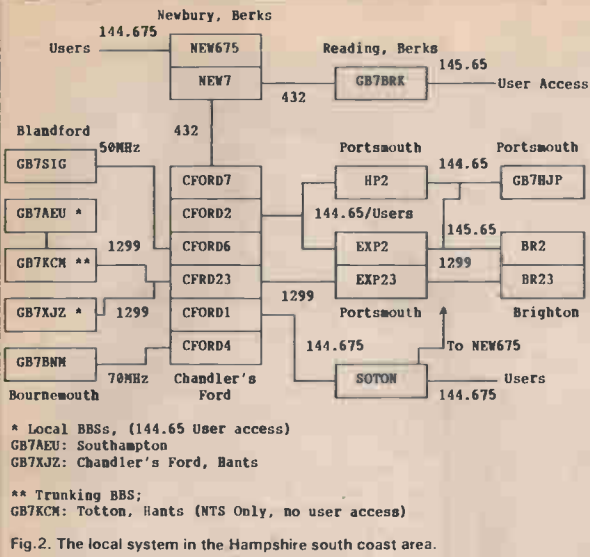 Newbury, Berks
144.675
Users
NEW675
NEW7
Reading, Berks
GB7BRK
145.65
User Access
432
432
Blandford
50MHz
GB7SIG
GB7AEU *
GB7KCM **
1299
GB7XJZ *
1299
GB7BNM
70MHz
Bournemouth
CFORD7
CFORD2
CFORD6
CFRD23
CFORD1
CFORD4
Chandler's
Ford
Portsmouth
HP2
144.65
144.65/Users
EXP2
EXP23
1299
Portsmouth
Portsmouth
GB7HJP
145.65
1299
BR2
BR23
Brighton
144.675
To NEW675
SOTON
Users
144.675
* Local BBSs, (144.65 User access)
GB7AEU: Southampton
GB7XJZ: Chandler's Ford, Hants
** Trunking BBS;
GB7KCM: Totton, Hants (NTS Only, no user access)
Fig.2. The local system in the Hampshire south coast area.